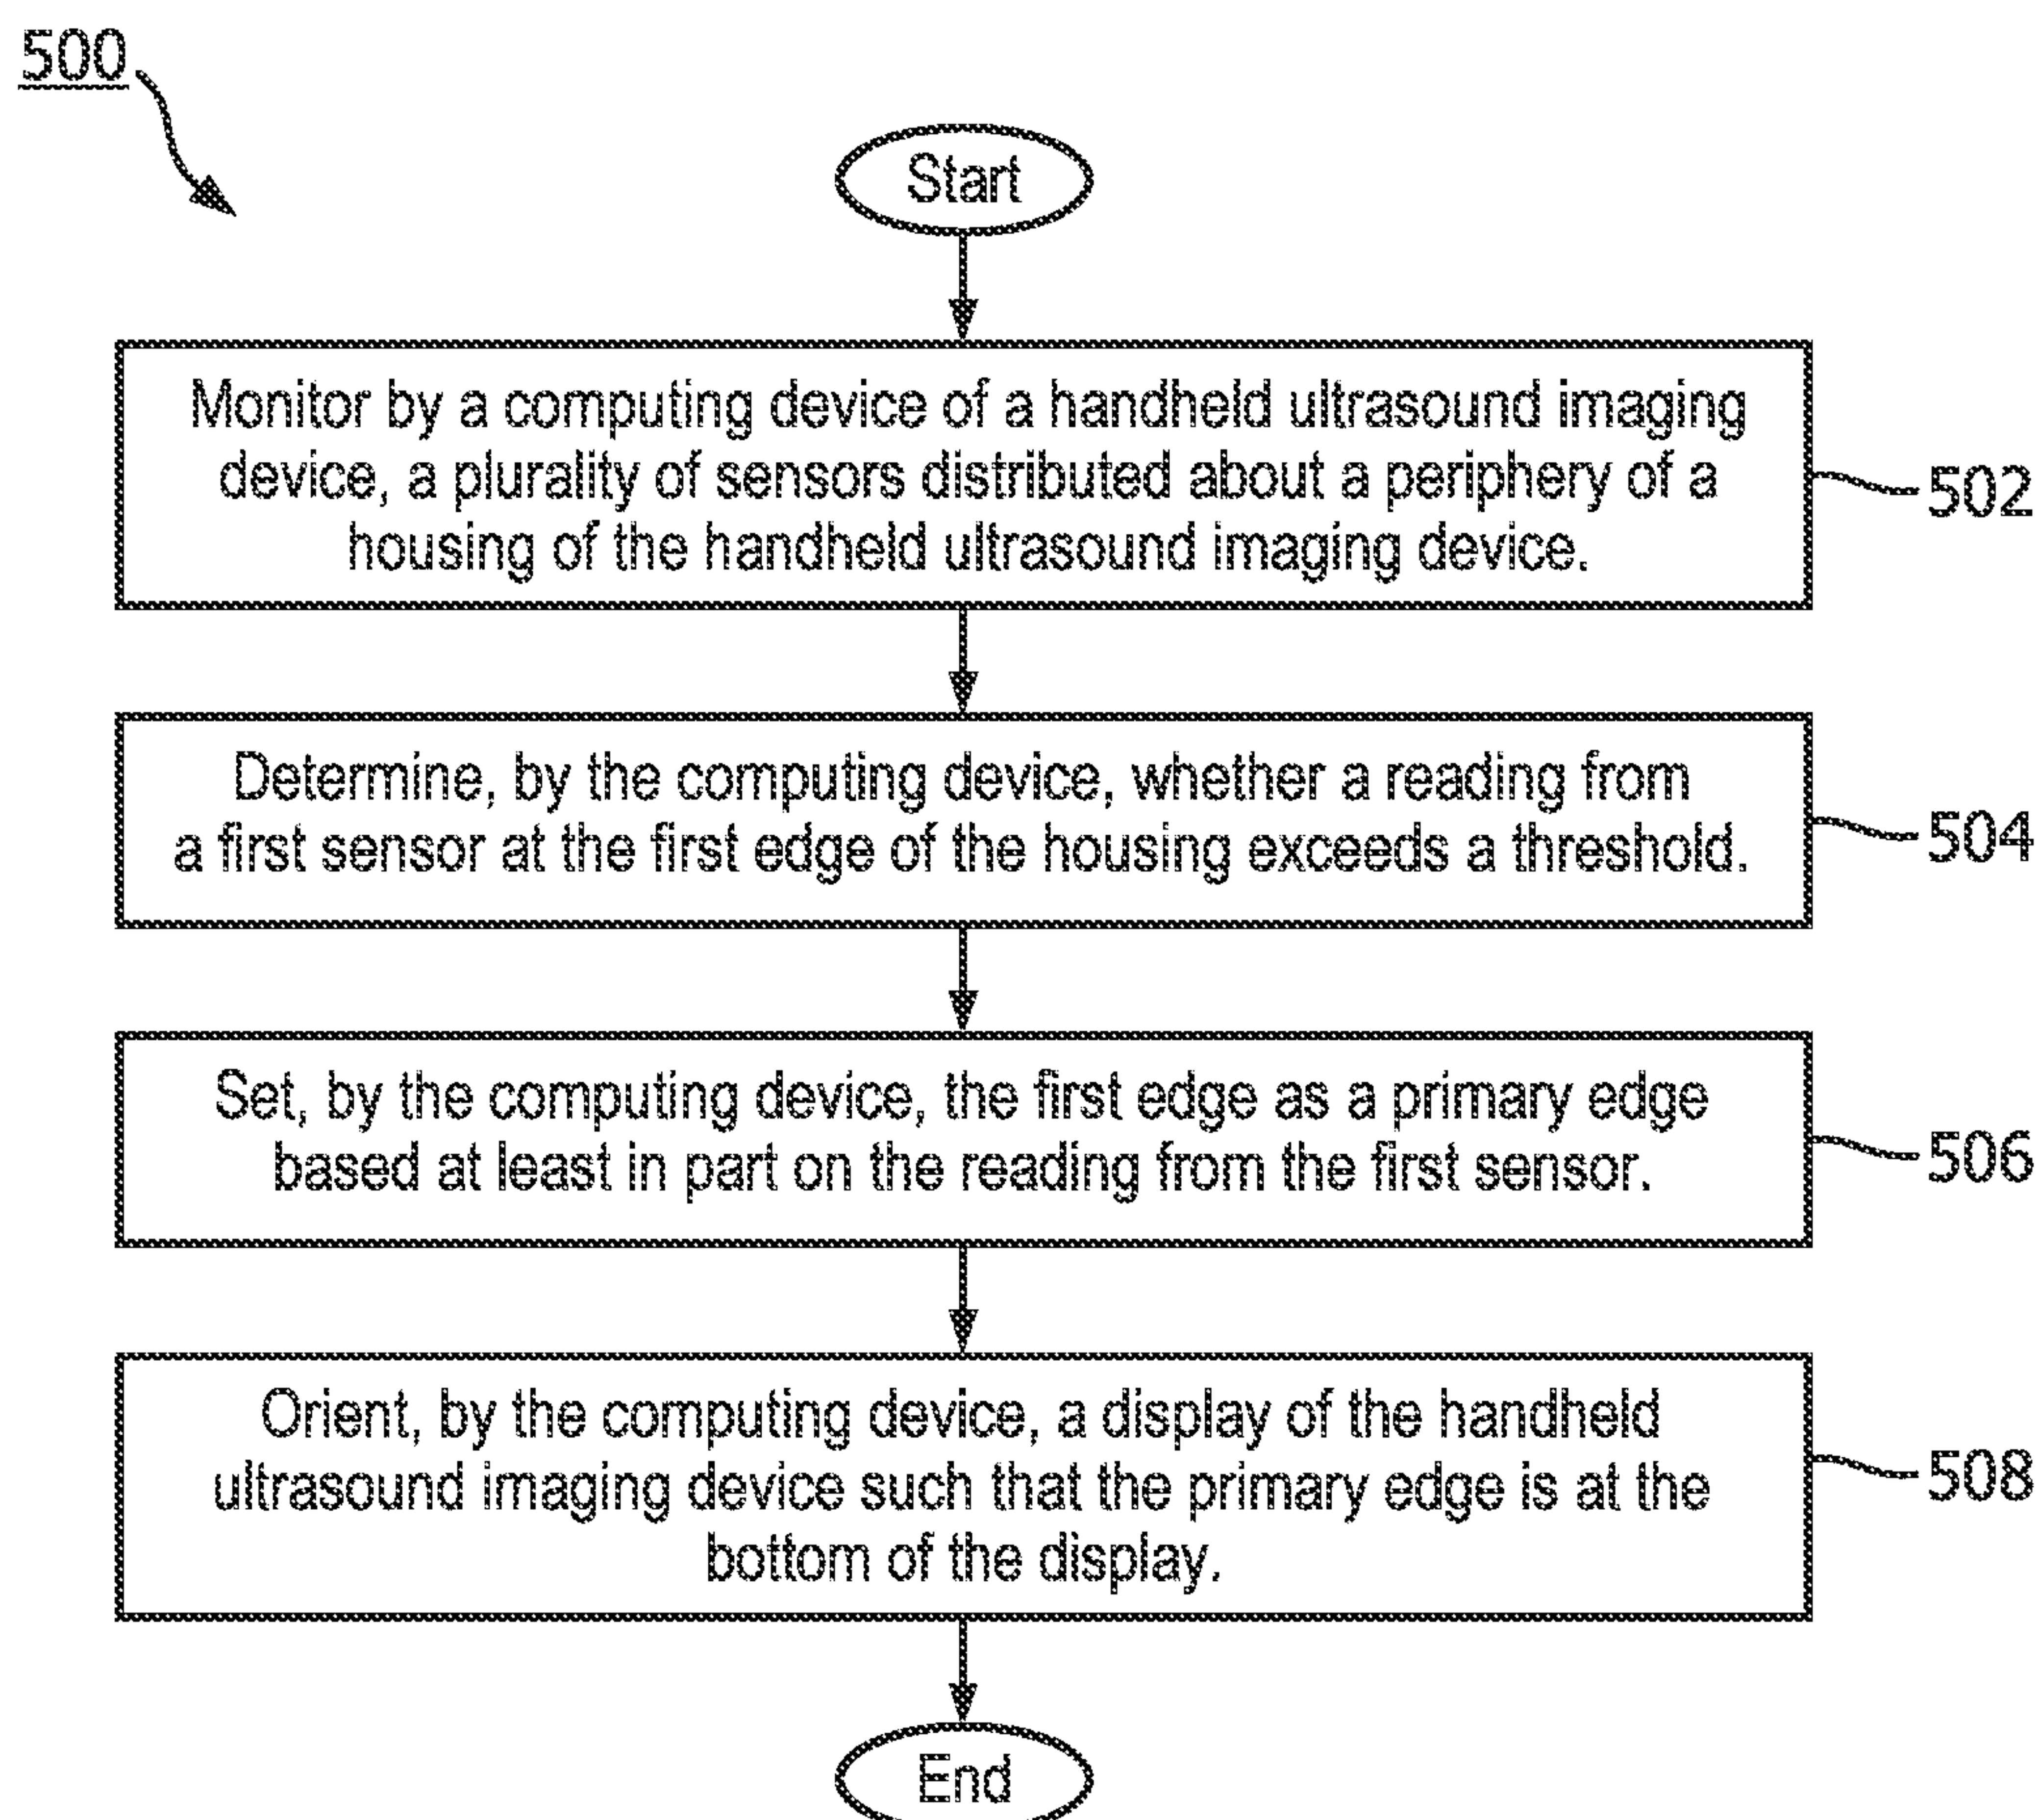 500
Start
Monitor by a computing device of a handheld ultrasound imaging
device, a plurality of sensors distributed about a periphery of a
housing of the handheld ultrasound imaging device.
502
Determine, by the computing device, whether a reading from
a first sensor at the first edge of the housing exceeds a threshold.
504
Set, by the computing device, the first edge as a primary edge
based at least in part on the reading from the first sensor.
506
Orient, by the computing device, a display of the handheld
ultrasound imaging device such that the primary edge is at the
bottom of the display.
508
End